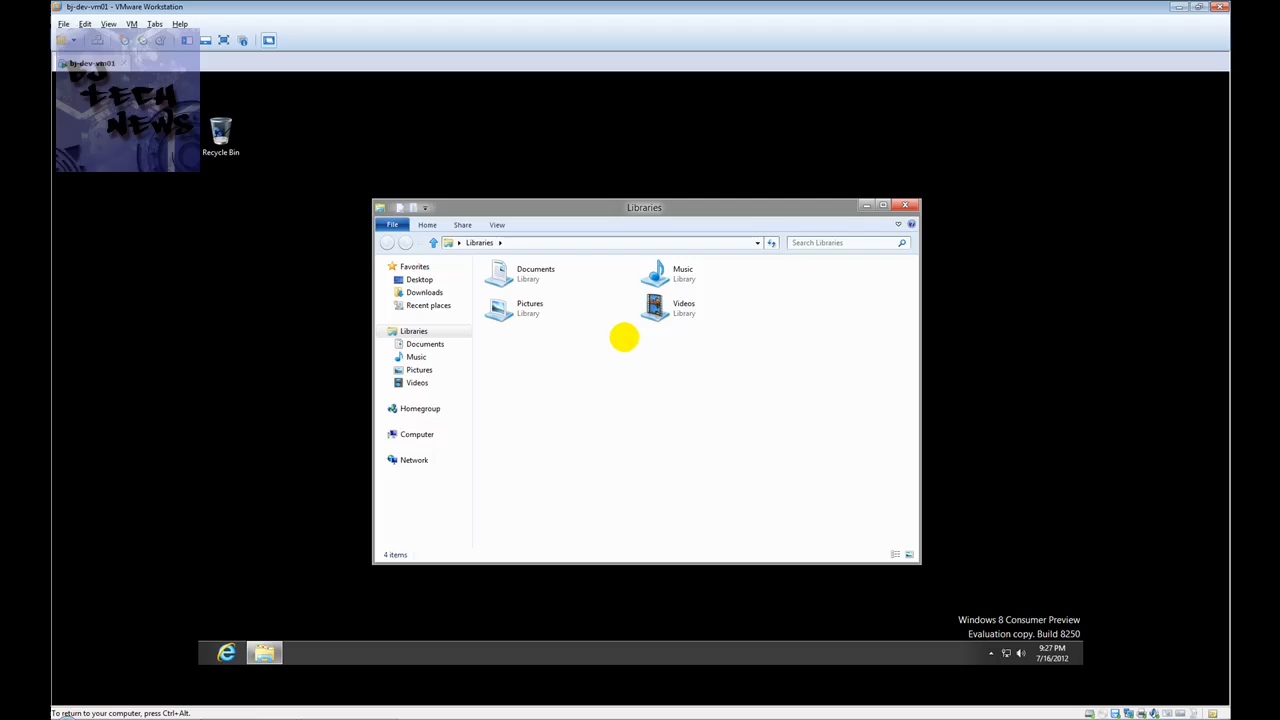 bj-dev-vm01 - VMware Workstation
File Edit View VM Tabs Help
bj-dev-vm01
BJ
TECH
NEWS
Recycle Bin
Libraries
File Home Share View
Libraries
Search Libraries
Favorites
Desktop
Downloads
Recent places
Libraries
Documents
Music
Pictures
Videos
Homegroup
Computer
Network
Documents
Library
Music
Library
Pictures
Library
Videos
Library
4 items
Windows 8 Consumer Preview
Evaluation copy. Build 8250
9:27 PM
7/16/2012
To return to your computer, press Ctrl+Alt.